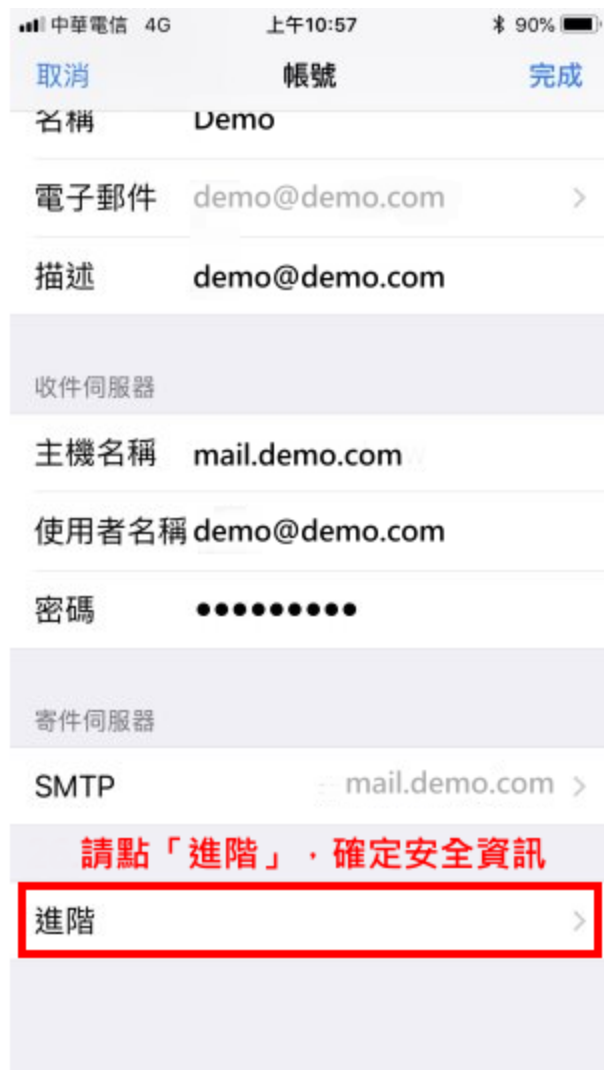 中華電信 4G 上午10:57 90%
取消 帳號 完成
名稱 Demo
電子郵件 demo@demo.com
描述 demo@demo.com
收件伺服器
主機名稱 mail.demo.com
使用者名稱 demo@demo.com
密碼 •••••••••
寄件伺服器
SMTP mail.demo.com
請點「進階」，確定安全資訊
進階